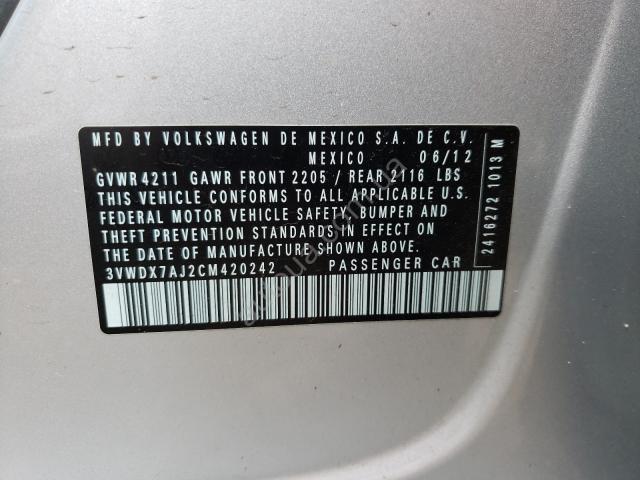 MFD BY VOLKSWAGEN DE MEXICO S.A. DE C.V.
MEXICO 06/12
GVWR 4211 GAWR FRONT 2205 / REAR 2116 LBS
THIS VEHICLE CONFORMS TO ALL APPLICABLE U.S.
FEDERAL MOTOR VEHICLE SAFETY, BUMPER AND
THEFT PREVENTION STANDARDS IN EFFECT ON
THE DATE OF MANUFACTURE SHOWN ABOVE.
3VWDX7AJ2CM420242 PASSENGER CAR
2416272 1013 M